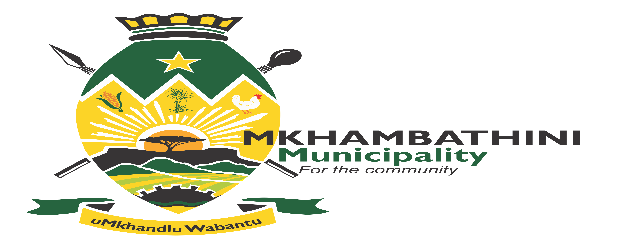 MKHAMBATHINI
Municipality
For the community
uMkhandlu Wabantu